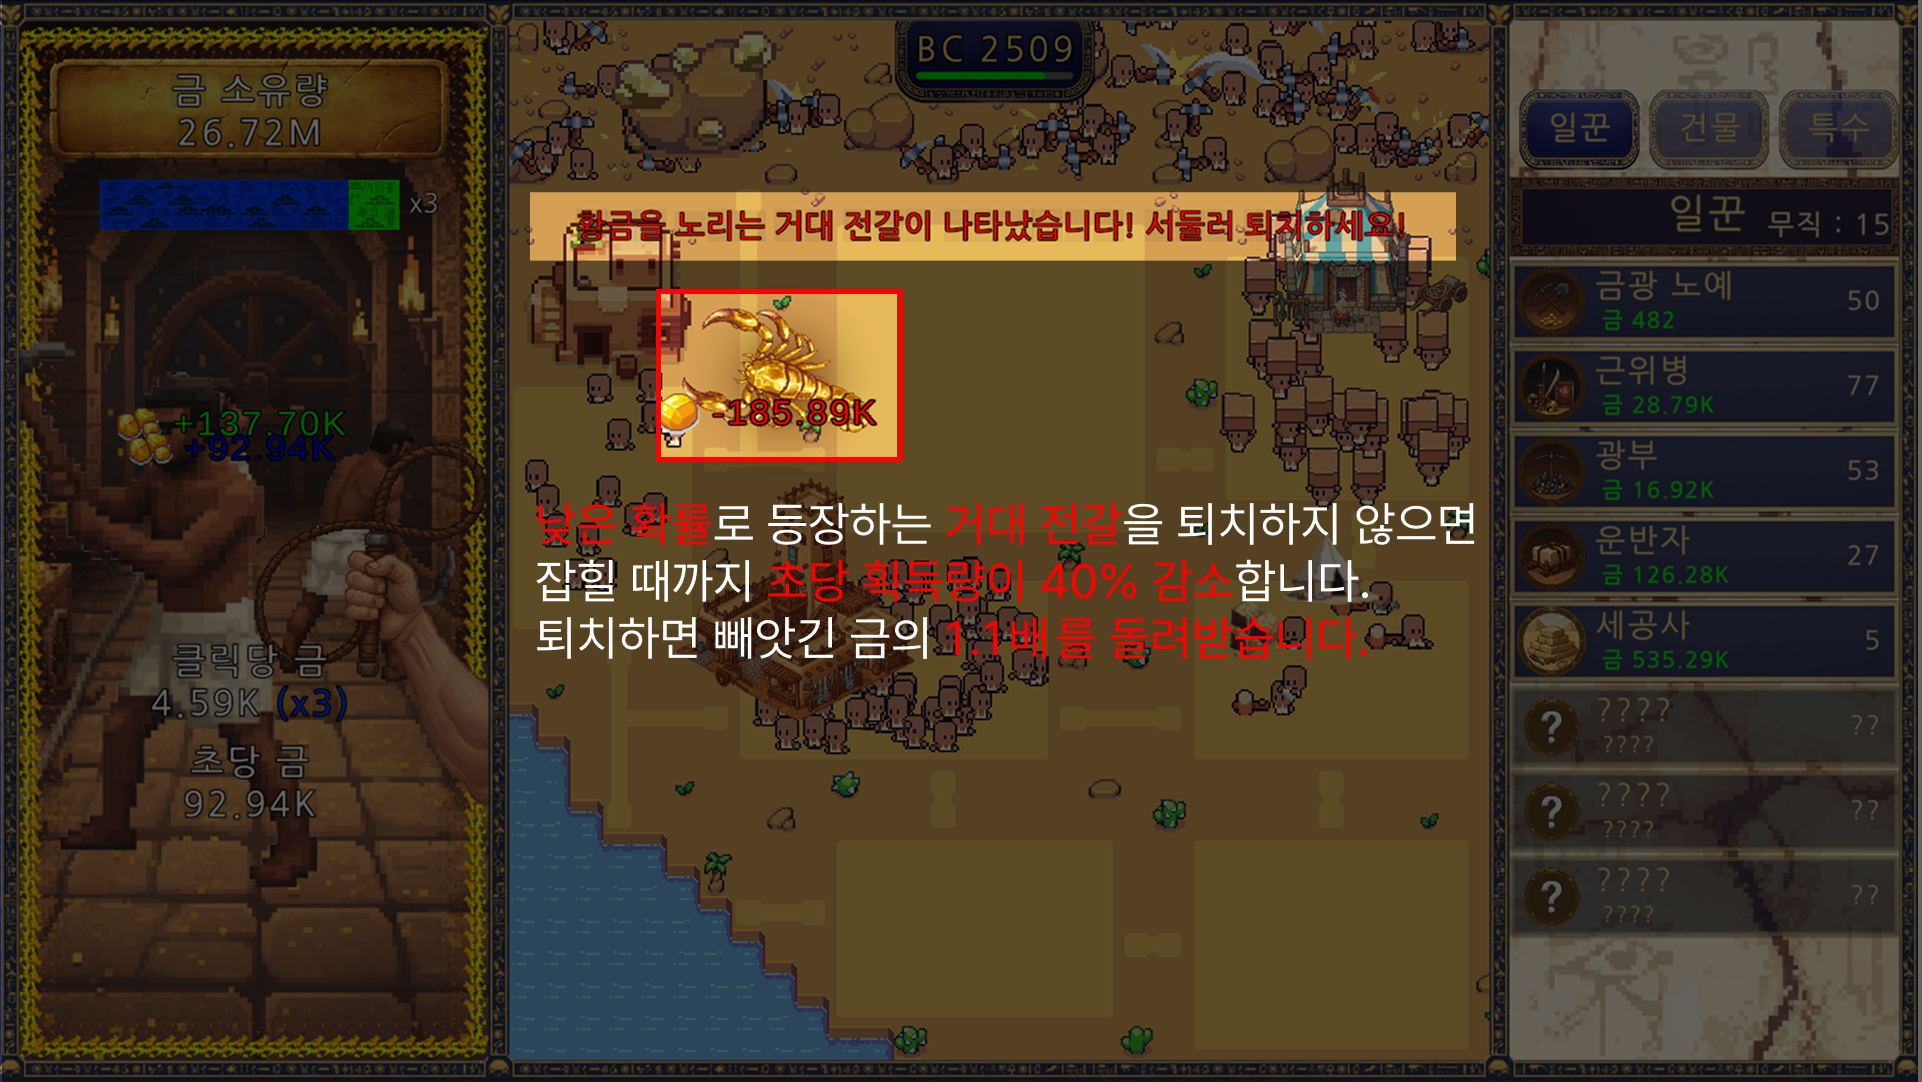 금 소유량
26.72M
x3
+137.70K
+92.94K
클릭당 금
4.59K (x3)
초당 금
92.94K
BC 2509
황금을 노리는 거대 전갈이 나타났습니다! 서둘러 퇴치하세요!
-185.89K
낮은 확률로 등장하는 거대 전갈을 퇴치하지 않으면
잡힐 때까지 초당 획득량이 40% 감소합니다.
퇴치하면 빼앗긴 금의 1.1배를 돌려받습니다.
일꾼 건물 특수
일꾼 무직 : 15
금광 노예 50
금 482
근위병 77
금 28.79K
광부 53
금 16.92K
운반자 27
금 126.28K
세공사 5
금 535.29K
???? ??
????
???? ??
????
???? ??
????